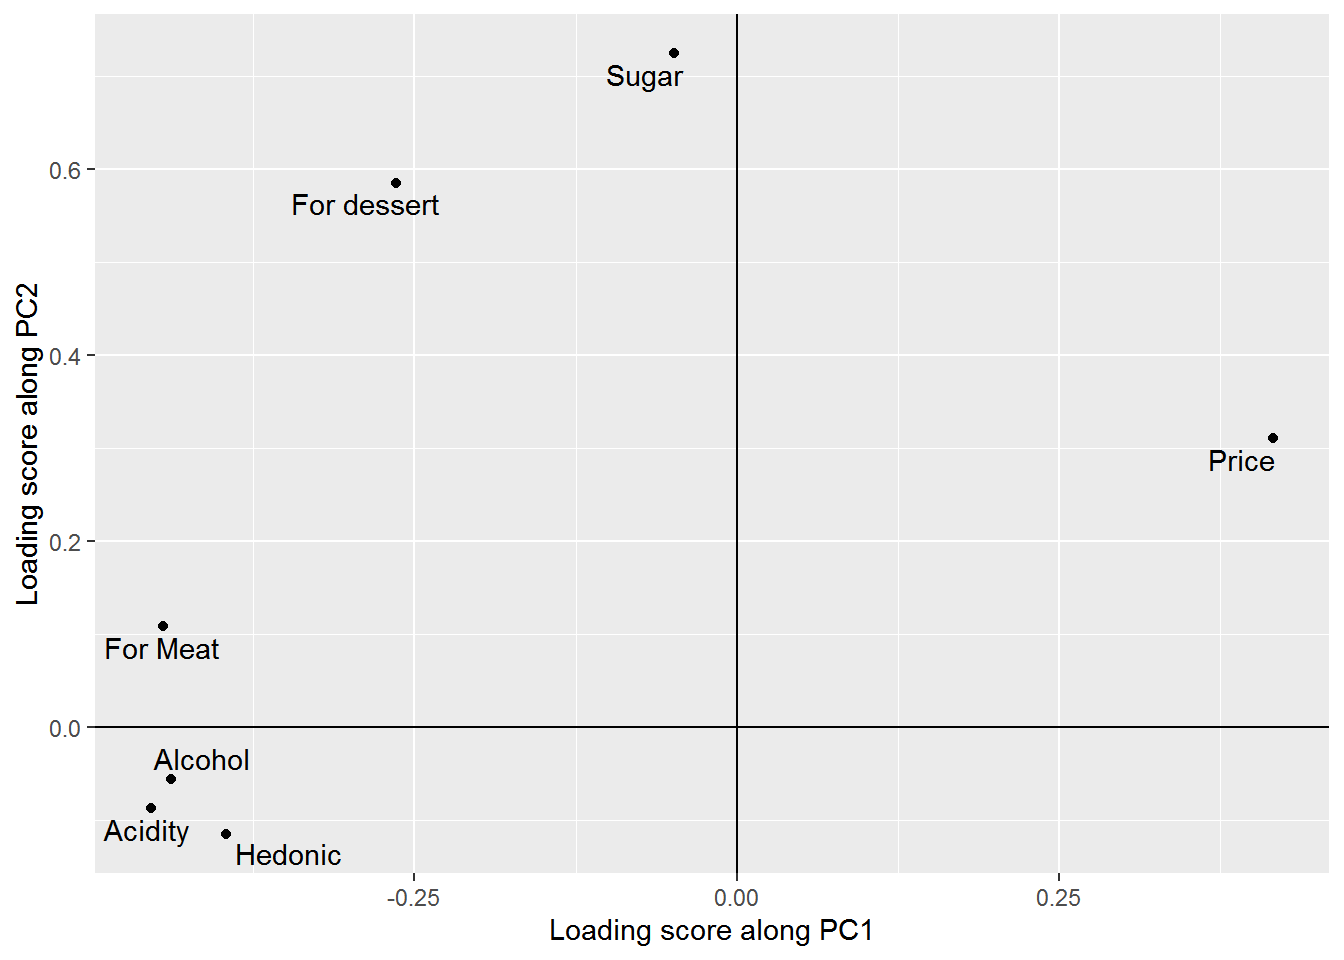 Sugar
0.6
For dessert
Loading score along PC2
0.4
Price
0.2
For Meat
0.0
Alcohol
Acidity
Hedonic
-0.25
0.00
0.25
Loading score along PC1